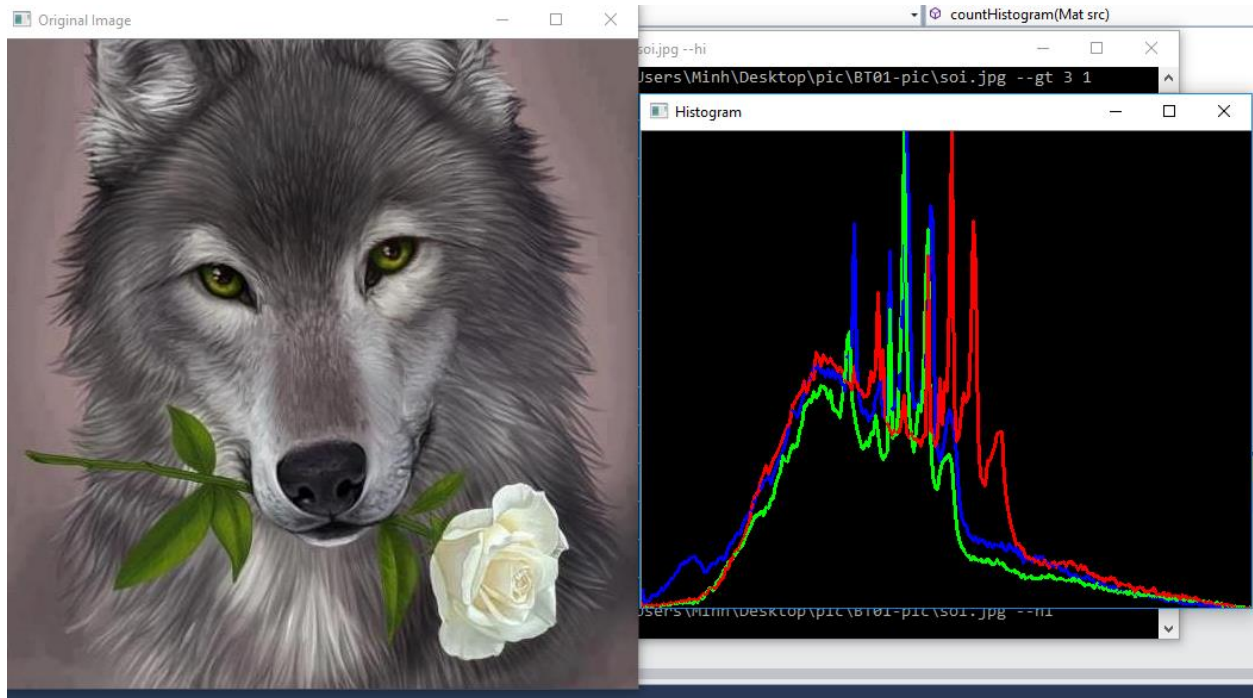 Original Image
countHistogram(Mat src)
soi.jpg --hi
Users\Minh\Desktop\pic\BT01-pic\soi.jpg --gt 3 1
Histogram
Users\Minh\Desktop\pic\BT01-pic\soi.jpg --hi